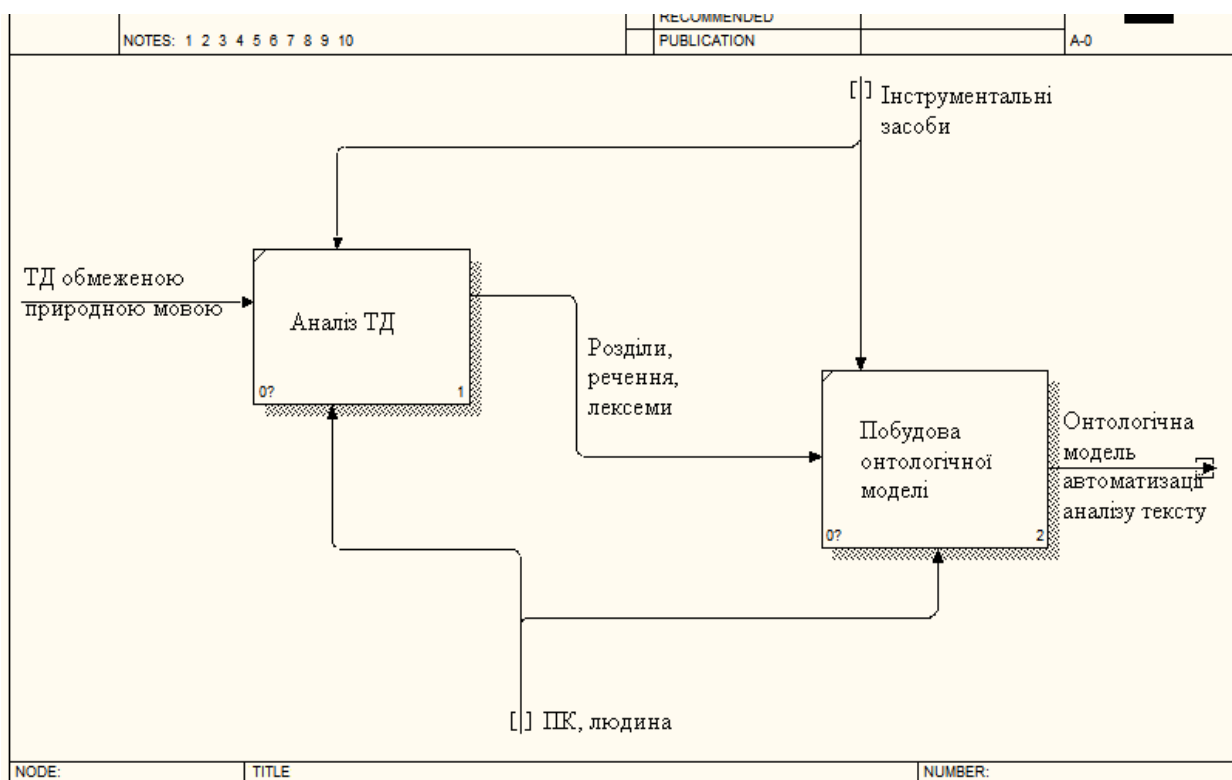 RECOMMENDED
NOTES: 1 2 3 4 5 6 7 8 9 10
PUBLICATION
A-0
Інструментальні
засоби
ТД обмеженою
природною мовою
Аналіз ТД
0? 1
Розділи,
речення,
лексеми
Побудова
онтологічної
моделі
0? 2
Онтологічна
модель
автоматизації
аналізу тексту
ПК, людина
NODE:
TITLE
NUMBER: